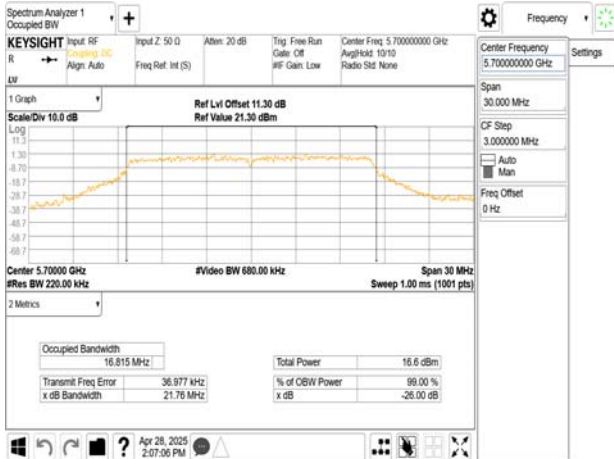 Spectrum Analyzer 1
Occupied BW
+
Frequency
KEYSIGHT
R
LXI
Input: RF
Coupling: DC
Align: Auto
Input Z: 50 Ω
Freq Ref: Int (S)
Atten: 20 dB
Trig: Free Run
Gate: Off
#IF Gain: Low
Center Freq: 5.700000000 GHz
Avg|Hold: 10/10
Radio Std: None
Center Frequency
5.700000000 GHz
Settings
Span
30.000 MHz
CF Step
3.000000 MHz
Auto
Man
Freq Offset
0 Hz
1 Graph
Scale/Div 10.0 dB
Ref Lvl Offset 11.30 dB
Ref Value 21.30 dBm
Log
11.3
1.30
-8.70
-18.7
-28.7
-38.7
-48.7
-58.7
-68.7
Center 5.70000 GHz
#Video BW 680.00 kHz
Span 30 MHz
#Res BW 220.00 kHz
Sweep 1.00 ms (1001 pts)
2 Metrics
Occupied Bandwidth
16.815 MHz
Total Power 16.6 dBm
Transmit Freq Error 36.977 kHz
% of OBW Power 99.00 %
x dB Bandwidth 21.76 MHz
x dB -26.00 dB
?
Apr 28, 2025
2:07:06 PM